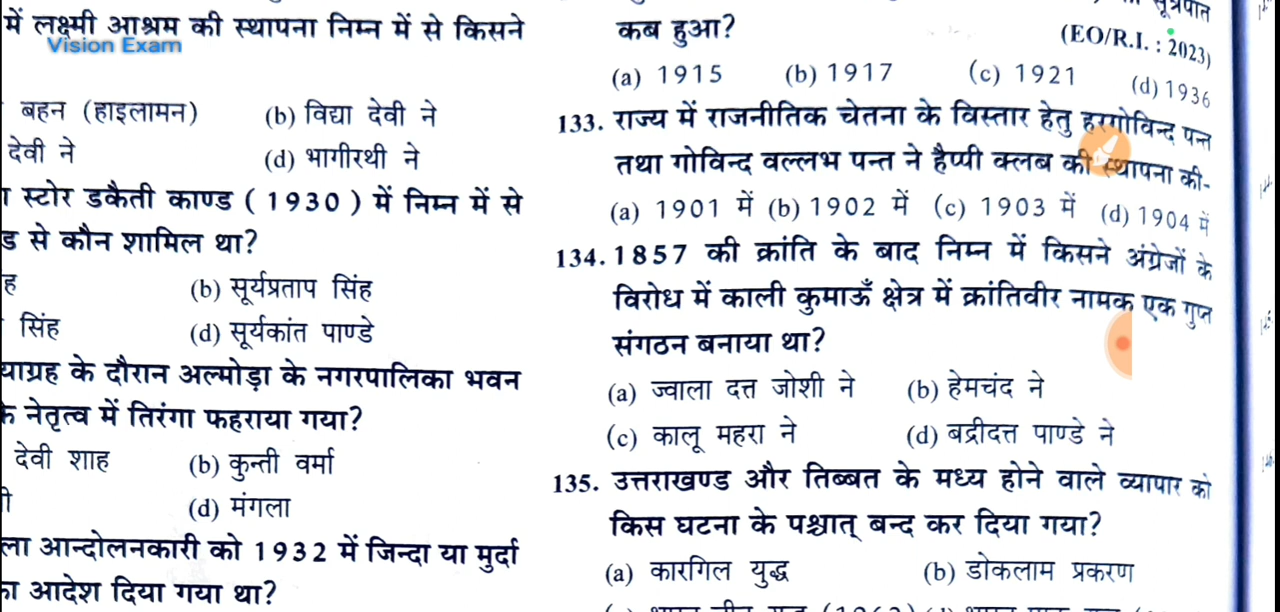 में लक्ष्मी आश्रम की स्थापना निम्न में से किसने
Vision Exam
बहन (हाइलामन) (b) विद्या देवी ने
देवी ने (d) भागीरथी ने
स्टोर डकैती काण्ड ( 1930 ) में निम्न में से
ड से कौन शामिल था?
ह (b) सूर्यप्रताप सिंह
सिंह (d) सूर्यकांत पाण्डे
याग्रह के दौरान अल्मोड़ा के नगरपालिका भवन
के नेतृत्व में तिरंगा फहराया गया?
देवी शाह (b) कुन्ती वर्मा
(d) मंगला
ला आन्दोलनकारी को 1932 में जिन्दा या मुर्दा
का आदेश दिया गया था?
सूत्रपात
कब हुआ? (EO/R.I. : 2023)
(a) 1915 (b) 1917 (c) 1921 (d) 1936
133. राज्य में राजनीतिक चेतना के विस्तार हेतु हरगोविन्द पन्त
तथा गोविन्द वल्लभ पन्त ने हैप्पी क्लब की स्थापना की-
(a) 1901 में (b) 1902 में (c) 1903 में (d) 1904 में
134. 1857 की क्रांति के बाद निम्न में किसने अंग्रेजों के
विरोध में काली कुमाऊँ क्षेत्र में क्रांतिवीर नामक एक गुप्त
संगठन बनाया था?
(a) ज्वाला दत्त जोशी ने (b) हेमचंद ने
(c) कालू महरा ने (d) बद्रीदत्त पाण्डे ने
135. उत्तराखण्ड और तिब्बत के मध्य होने वाले व्यापार को
किस घटना के पश्चात् बन्द कर दिया गया?
(a) कारगिल युद्ध (b) डोकलाम प्रकरण